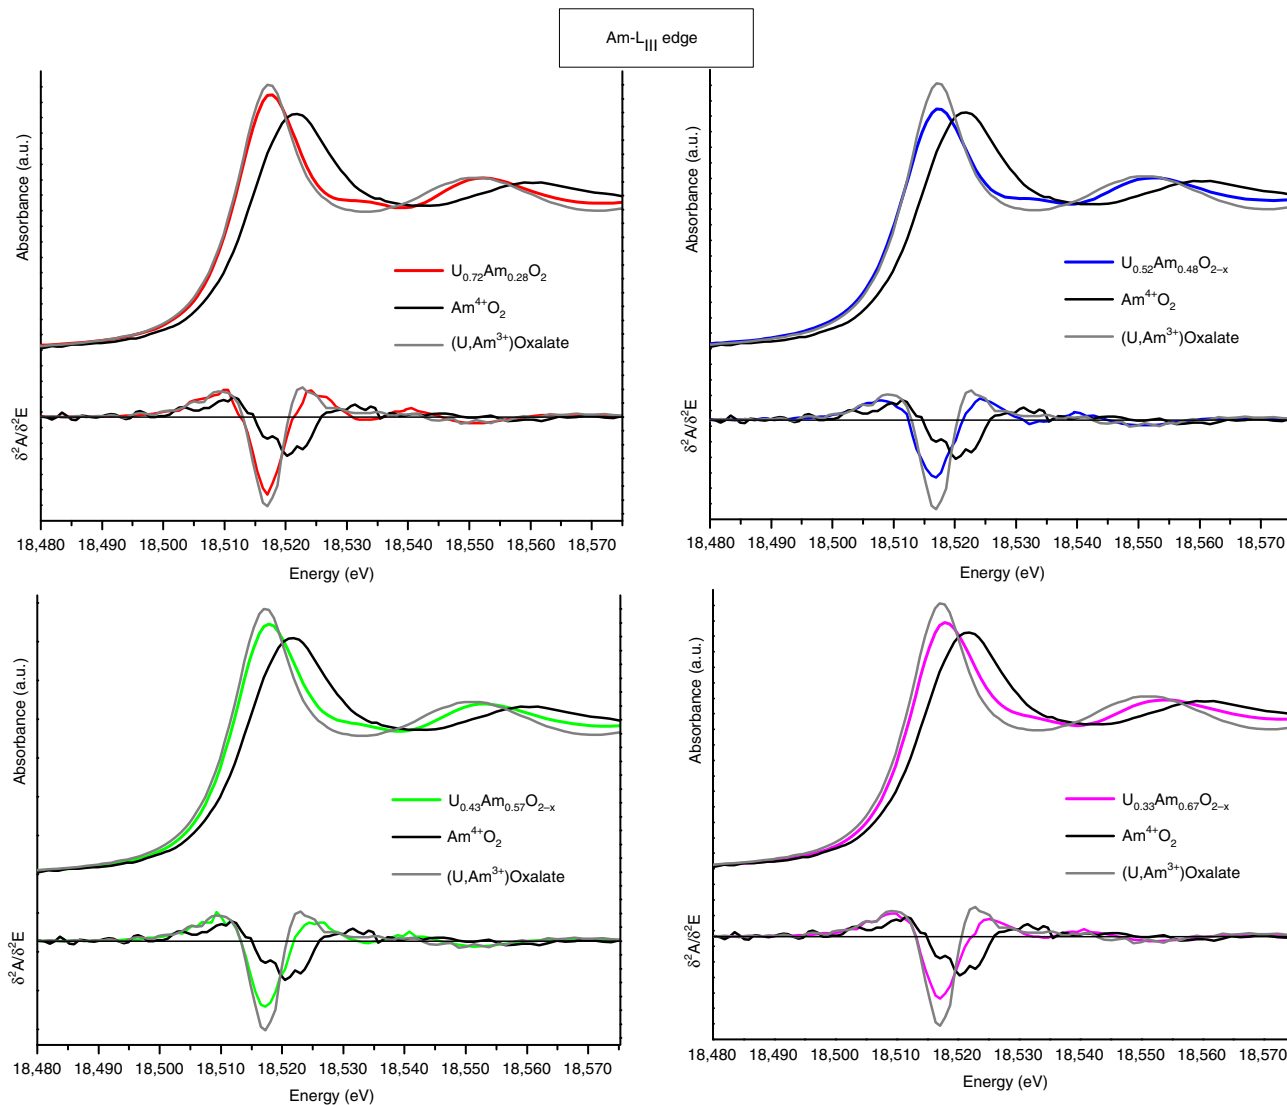 Am-L_III edge
Absorbance (a.u.)
U0.72Am0.28O2
Am4+O2
(U,Am3+)Oxalate
δ2A/δ2E
18,480 18,490 18,500 18,510 18,520 18,530 18,540 18,550 18,560 18,570
Energy (eV)
Absorbance (a.u.)
U0.52Am0.48O2−x
Am4+O2
(U,Am3+)Oxalate
δ2A/δ2E
18,480 18,490 18,500 18,510 18,520 18,530 18,540 18,550 18,560 18,570
Energy (eV)
Absorbance (a.u.)
U0.43Am0.57O2−x
Am4+O2
(U,Am3+)Oxalate
δ2A/δ2E
18,480 18,490 18,500 18,510 18,520 18,530 18,540 18,550 18,560 18,570
Energy (eV)
Absorbance (a.u.)
U0.33Am0.67O2−x
Am4+O2
(U,Am3+)Oxalate
δ2A/δ2E
18,480 18,490 18,500 18,510 18,520 18,530 18,540 18,550 18,560 18,570
Energy (eV)